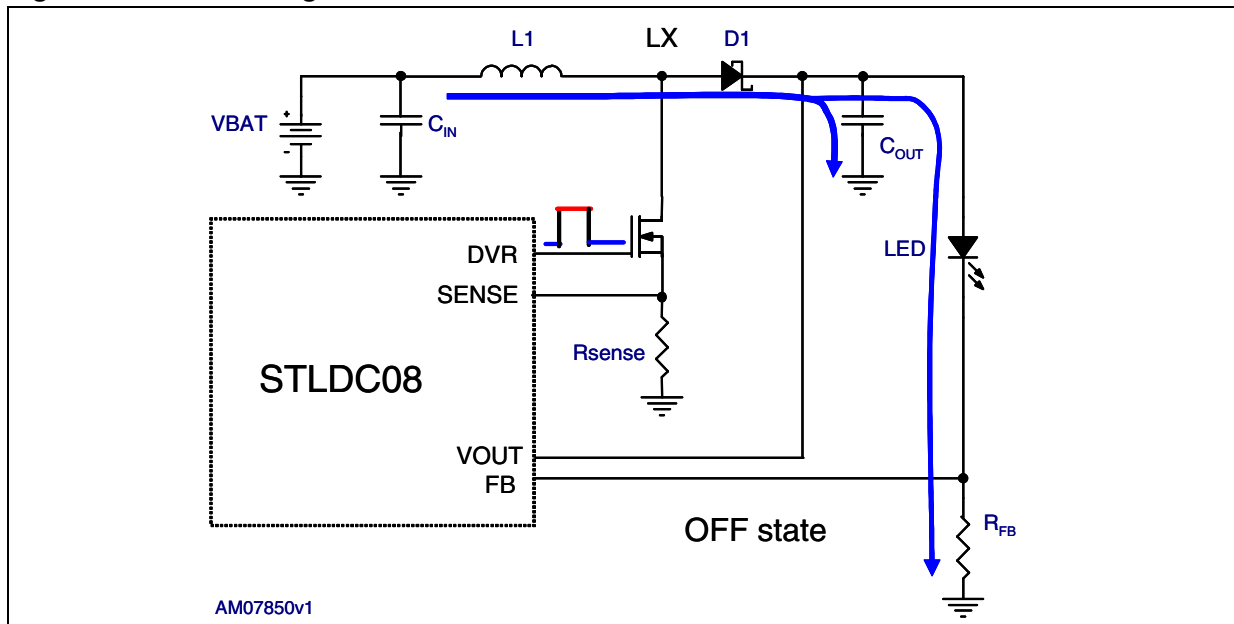 L1
LX
D1
VBAT
+
-
C_IN
C_OUT
DVR
SENSE
LED
Rsense
STLDC08
VOUT
FB
OFF state
R_FB
AM07850v1